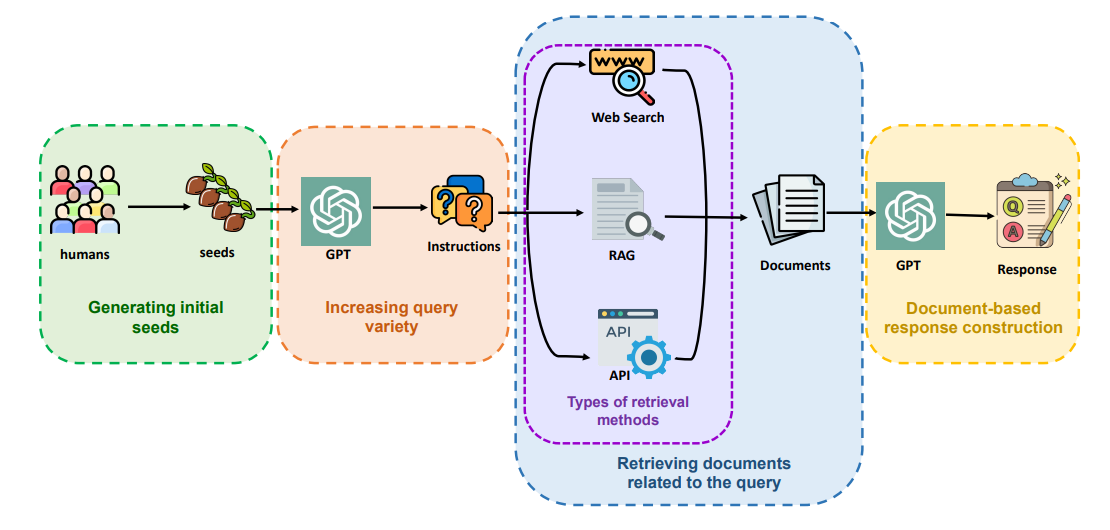 humans
seeds
Generating initial
seeds
GPT
Instructions
Increasing query
variety
www
Web Search
RAG
API
API
Types of retrieval
methods
Documents
Retrieving documents
related to the query
GPT
Q
A
Response
Document-based
response construction